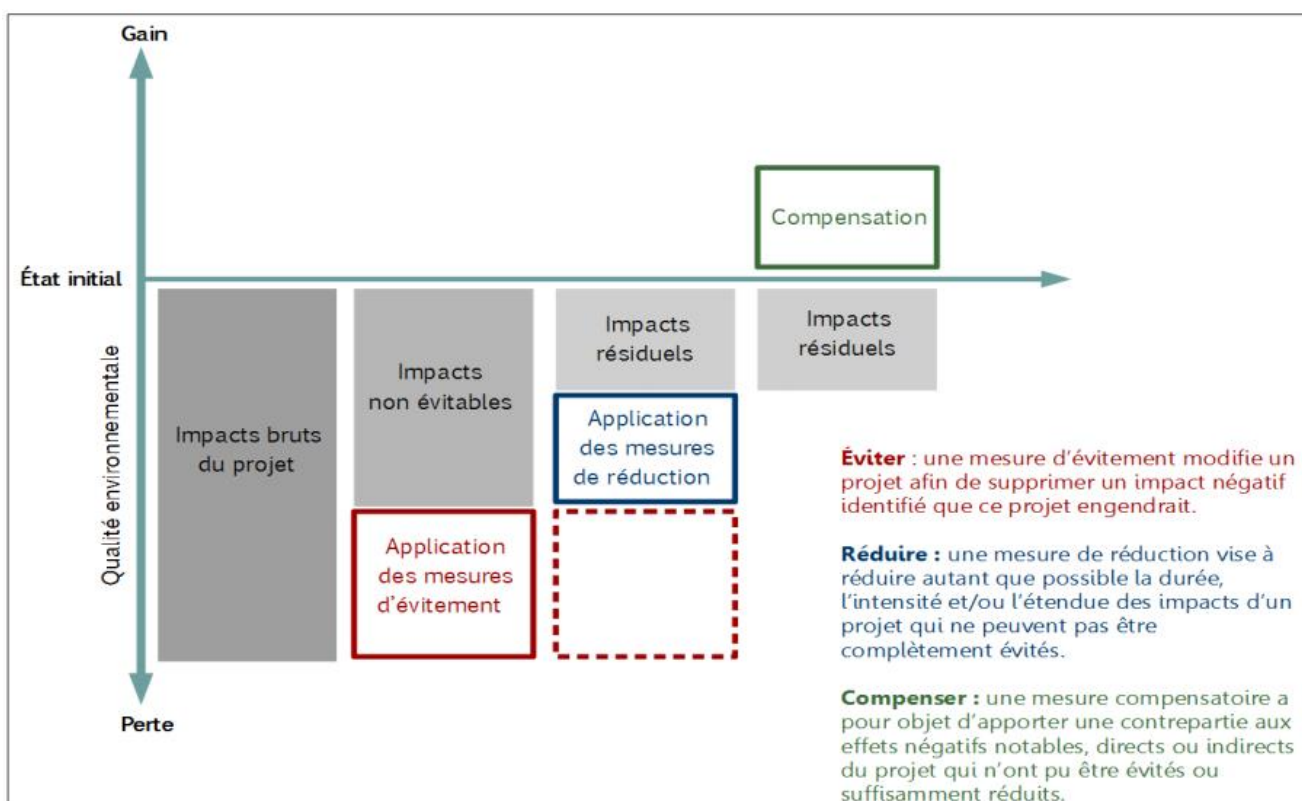 Gain
Compensation
État initial
Qualité environnementale
Impacts bruts
du projet
Impacts
non évitables
Application
des mesures
d'évitement
Impacts
résiduels
Application
des mesures
de réduction
Impacts
résiduels
Perte
Éviter : une mesure d'évitement modifie un
projet afin de supprimer un impact négatif
identifié que ce projet engendrait.
Réduire : une mesure de réduction vise à
réduire autant que possible la durée,
l'intensité et/ou l'étendue des impacts d'un
projet qui ne peuvent pas être
complètement évités.
Compenser : une mesure compensatoire a
pour objet d'apporter une contrepartie aux
effets négatifs notables, directs ou indirects
du projet qui n'ont pu être évités ou
suffisamment réduits.